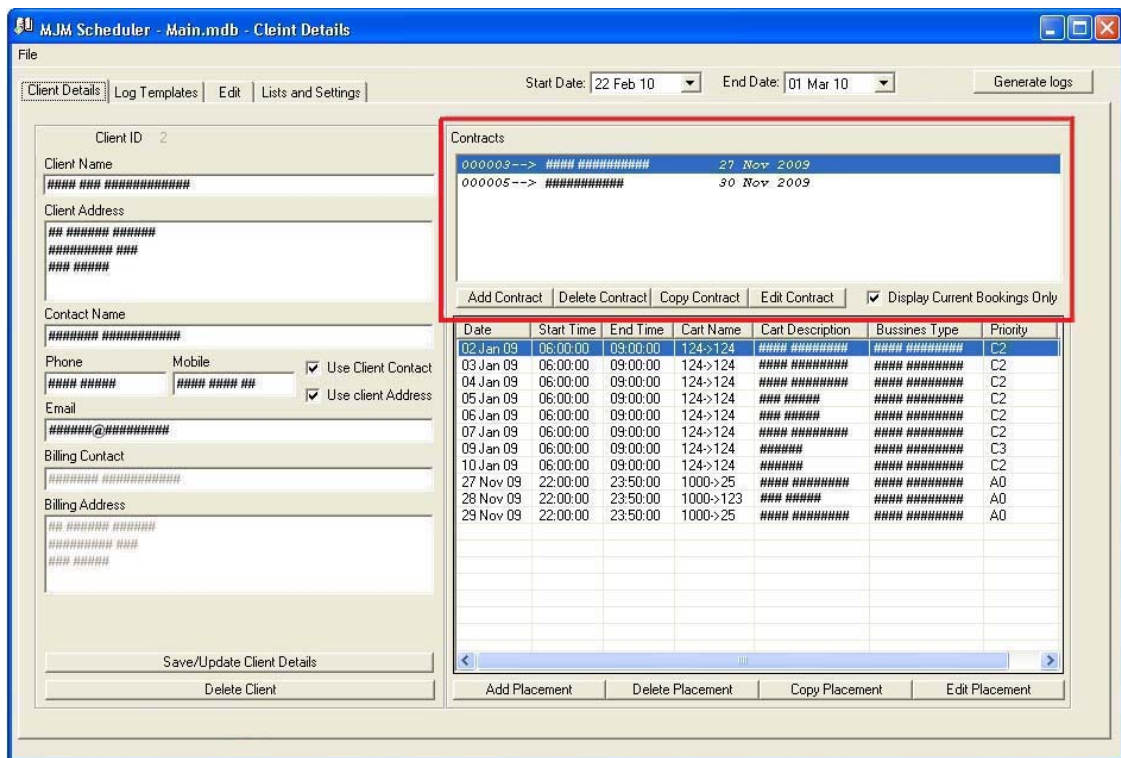 MJM Scheduler - Main.mdb - Cleint Details
File
Client Details Log Templates Edit Lists and Settings
Start Date: 22 Feb 10 End Date: 01 Mar 10 Generate logs
Client ID 2
Client Name
#### ### ############
Client Address
## ###### ######
######### ###
### #####
Contact Name
####### ###########
Phone Mobile
#### ##### #### #### ##
Use Client Contact
Use client Address
Email
######@#########
Billing Contact
####### ###########
Billing Address
## ###### ######
######### ###
### #####
Save/Update Client Details
Delete Client
Contracts
000003--> #### ########## 27 Nov 2009
000005--> ########### 30 Nov 2009
Add Contract Delete Contract Copy Contract Edit Contract Display Current Bookings Only
Date Start Time End Time Cart Name Cart Description Bussines Type Priority
02 Jan 09 06:00:00 09:00:00 124->124 #### ######## #### ######## C2
03 Jan 09 06:00:00 09:00:00 124->124 #### ######## #### ######## C2
04 Jan 09 06:00:00 09:00:00 124->124 #### ######## #### ######## C2
05 Jan 09 06:00:00 09:00:00 124->124 ### ##### #### ######## C2
06 Jan 09 06:00:00 09:00:00 124->124 ### ##### #### ######## C2
07 Jan 09 06:00:00 09:00:00 124->124 #### ######## #### ######## C2
09 Jan 09 06:00:00 09:00:00 124->124 ###### #### ######## C3
10 Jan 09 06:00:00 09:00:00 124->124 ###### #### ######## C2
27 Nov 09 22:00:00 23:50:00 1000->25 #### ######## #### ######## A0
28 Nov 09 22:00:00 23:50:00 1000->123 ### ##### #### ######## A0
29 Nov 09 22:00:00 23:50:00 1000->25 #### ######## #### ######## A0
Add Placement Delete Placement Copy Placement Edit Placement